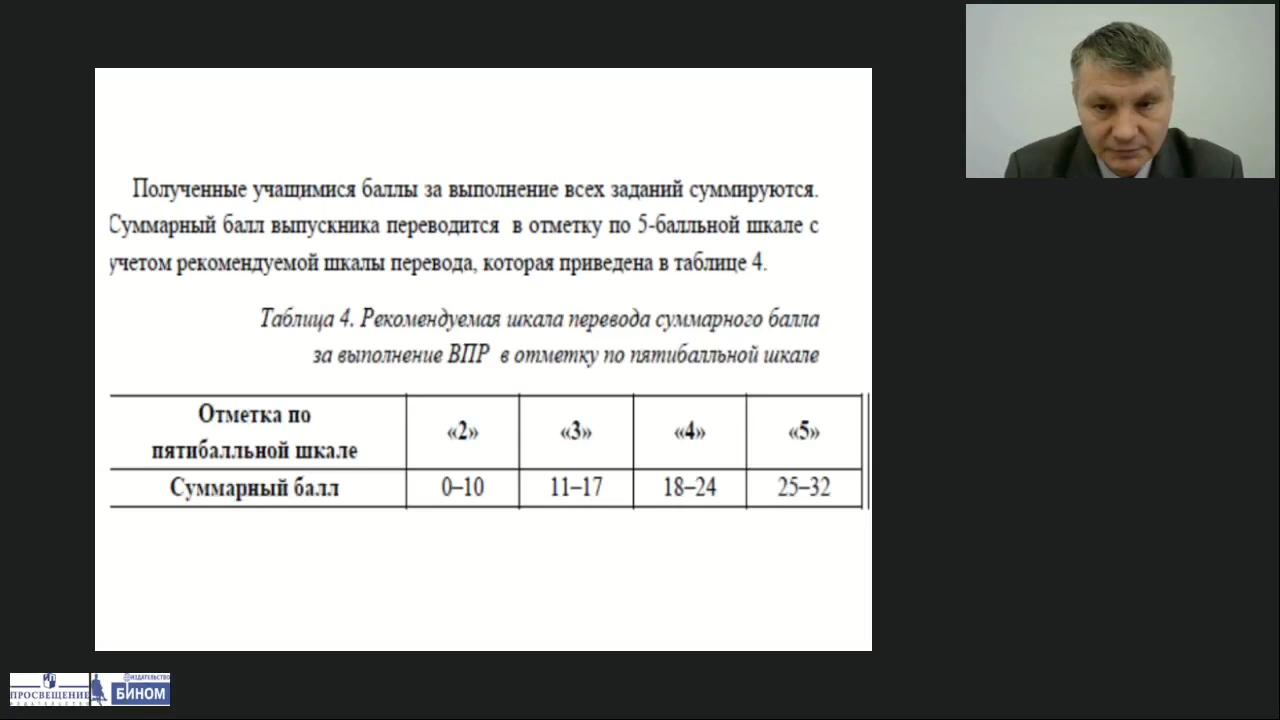 Полученные учащимися баллы за выполнение всех заданий суммируются.
Суммарный балл выпускника переводится в отметку по 5-балльной шкале с
учетом рекомендуемой шкалы перевода, которая приведена в таблице 4.
Таблица 4. Рекомендуемая шкала перевода суммарного балла
за выполнение ВПР в отметку по пятибалльной шкале
Отметка по пятибалльной шкале «2» «3» «4» «5»
Суммарный балл 0–10 11–17 18–24 25–32
ПРОСВЕЩЕНИЕ
ИЗДАТЕЛЬСТВО
ИЗДАТЕЛЬСТВО
БИНОМ